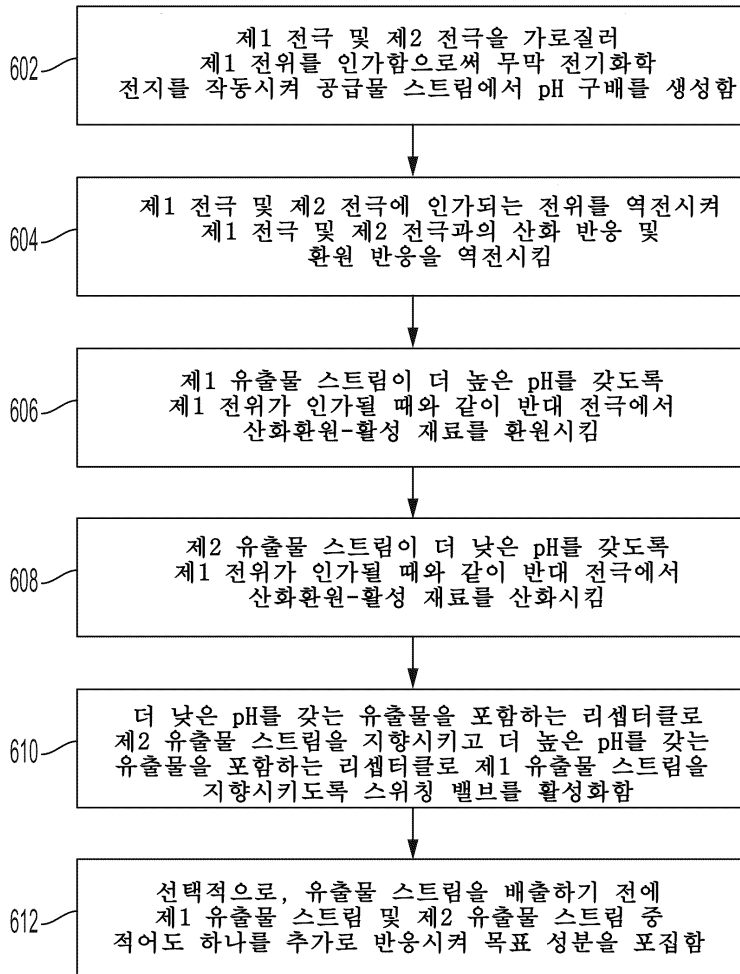 602
제1 전극 및 제2 전극을 가로질러
제1 전위를 인가함으로써 무막 전기화학
전지를 작동시켜 공급물 스트림에서 pH 구배를 생성함
604
제1 전극 및 제2 전극에 인가되는 전위를 역전시켜
제1 전극 및 제2 전극과의 산화 반응 및
환원 반응을 역전시킴
606
제1 유출물 스트림이 더 높은 pH를 갖도록
제1 전위가 인가될 때와 같이 반대 전극에서
산화환원-활성 재료를 환원시킴
608
제2 유출물 스트림이 더 낮은 pH를 갖도록
제1 전위가 인가될 때와 같이 반대 전극에서
산화환원-활성 재료를 산화시킴
610
더 낮은 pH를 갖는 유출물을 포함하는 리셉터클로
제2 유출물 스트림을 지향시키고 더 높은 pH를 갖는
유출물을 포함하는 리셉터클로 제1 유출물 스트림을
지향시키도록 스위칭 밸브를 활성화함
612
선택적으로, 유출물 스트림을 배출하기 전에
제1 유출물 스트림 및 제2 유출물 스트림 중
적어도 하나를 추가로 반응시켜 목표 성분을 포집함